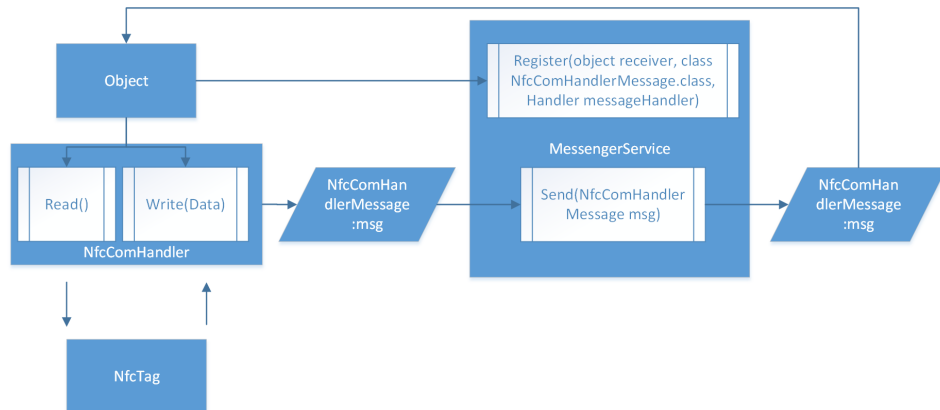 Object
Register(object receiver, class
NfcComHandlerMessage.class,
Handler messageHandler)
MessengerService
Read()
Write(Data)
NfcComHandler
NfcComHan
dlerMessage
:msg
Send(NfcComHandler
Message msg)
NfcComHan
dlerMessage
:msg
NfcTag